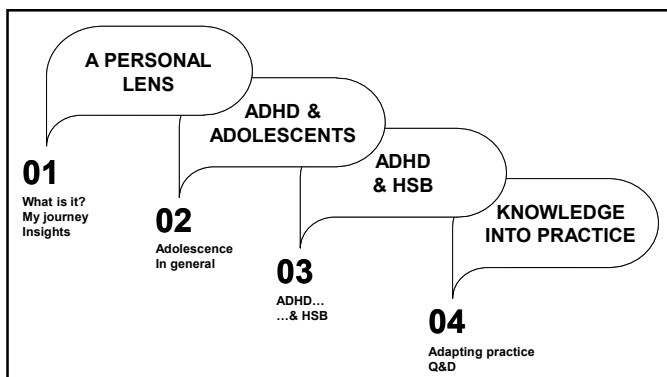 A PERSONAL
LENS
01
What is it?
My journey
Insights
ADHD &
ADOLESCENTS
02
Adolescence
In general
ADHD
& HSB
03
ADHD…
…& HSB
KNOWLEDGE
INTO PRACTICE
04
Adapting practice
Q&D